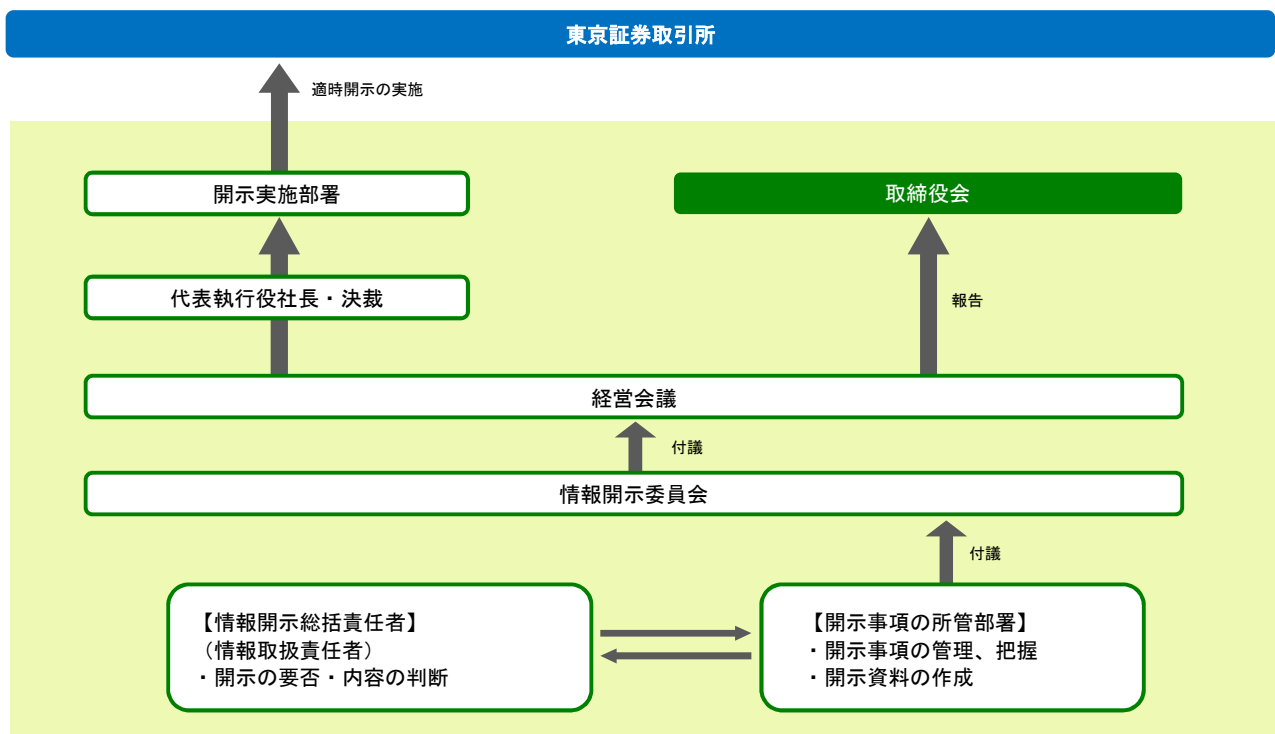 東京証券取引所
適時開示の実施
開示実施部署
取締役会
代表執行役社長・決裁
報告
経営会議
付議
情報開示委員会
付議
【情報開示総括責任者】
（情報取扱責任者）
・開示の要否・内容の判断
【開示事項の所管部署】
・開示事項の管理、把握
・開示資料の作成